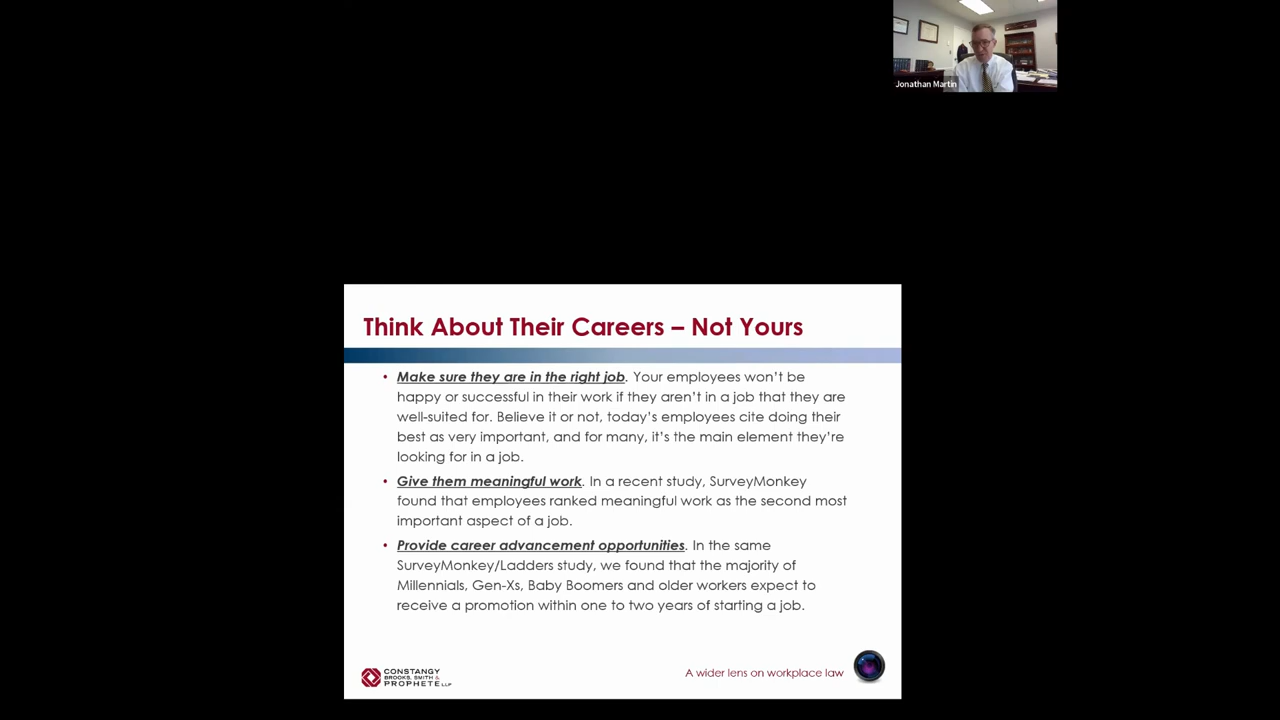 Jonathan Martin
Think About Their Careers – Not Yours
• Make sure they are in the right job. Your employees won't be
happy or successful in their work if they aren't in a job that they are
well-suited for. Believe it or not, today's employees cite doing their
best as very important, and for many, it's the main element they're
looking for in a job.
• Give them meaningful work. In a recent study, SurveyMonkey
found that employees ranked meaningful work as the second most
important aspect of a job.
• Provide career advancement opportunities. In the same
SurveyMonkey/Ladders study, we found that the majority of
Millennials, Gen-Xs, Baby Boomers and older workers expect to
receive a promotion within one to two years of starting a job.
CONSTANGY
BROOKS, SMITH &
PROPHETE LLP
A wider lens on workplace law